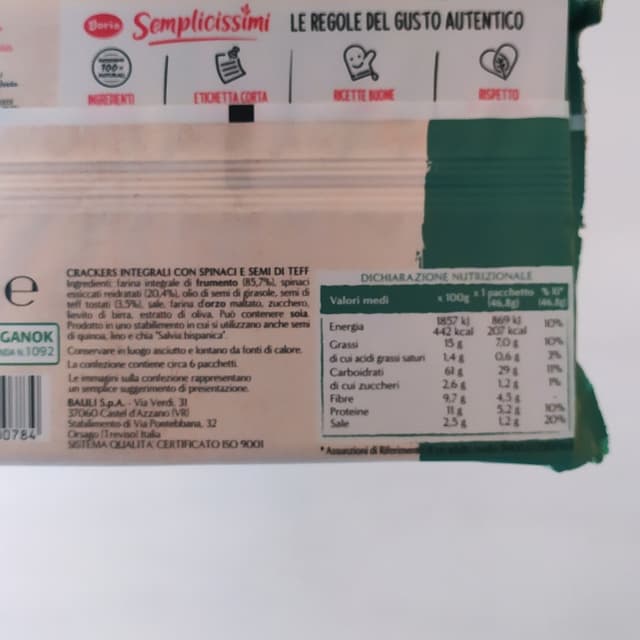 Doria Semplicissimi LE REGOLE DEL GUSTO AUTENTICO
INGREDIENTI ETICHETTA CORTA RICETTE BUONE RISPETTO
e
GANOK
N.1092
00784
CRACKERS INTEGRALI CON SPINACI E SEMI DI TEFF
Ingredienti: farina integrale di frumento (85,7%), spinaci
essiccati reidratati (20,4%), olio di semi di girasole, semi di
teff tostati (3,5%), sale, farina d'orzo maltato, zucchero,
lievito di birra, estratto di oliva. Può contenere soia.
Prodotto in uno stabilimento in cui si utilizzano anche semi
di quinoa, lino e chia "Salvia hispanica".
Conservare in luogo asciutto e lontano da fonti di calore.
La confezione contiene circa 6 pacchetti.
Le immagini sulla confezione rappresentano
un semplice suggerimento di presentazione.
BAULI S.p.A. - Via Verdi, 31
37060 Castel d'Azzano (VR)
Stabilimento di Via Pontebbana, 32
Orsago (Treviso) Italia
SISTEMA QUALITÀ CERTIFICATO ISO 9001
DICHIARAZIONE NUTRIZIONALE
Valori medi x 100g x 1 pacchetto (46,8g) % (46,8g)
Energia 1857 kJ 442 kcal 869 kJ 207 kcal 10%
Grassi 15 g 7,0 g 10%
di cui acidi grassi saturi 1,4 g 0,6 g 3%
Carboidrati 61 g 29 g 11%
di cui zuccheri 2,6 g 1,2 g 1%
Fibre 9,7 g 4,5 g -
Proteine 11 g 5,2 g 10%
Sale 2,5 g 1,2 g 20%
*Assunzioni di Riferimento